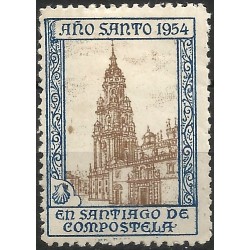 AÑO SANTO 1954
EN SANTIAGO DE
COMPOSTELA